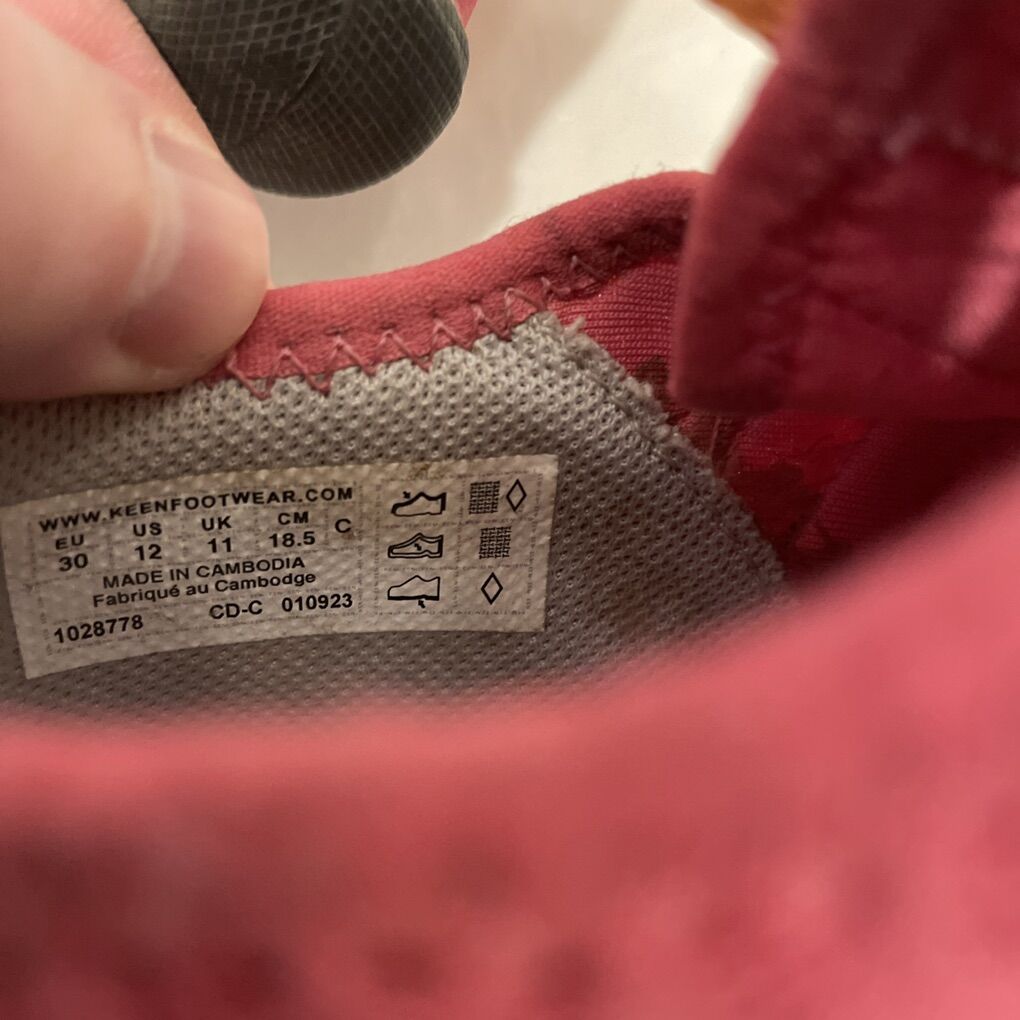 WWW.KEENFOOTWEAR.COM
EU US UK CM C
30 12 11 18.5
MADE IN CAMBODIA
Fabriqué au Cambodge
1028778 CD-C 010923